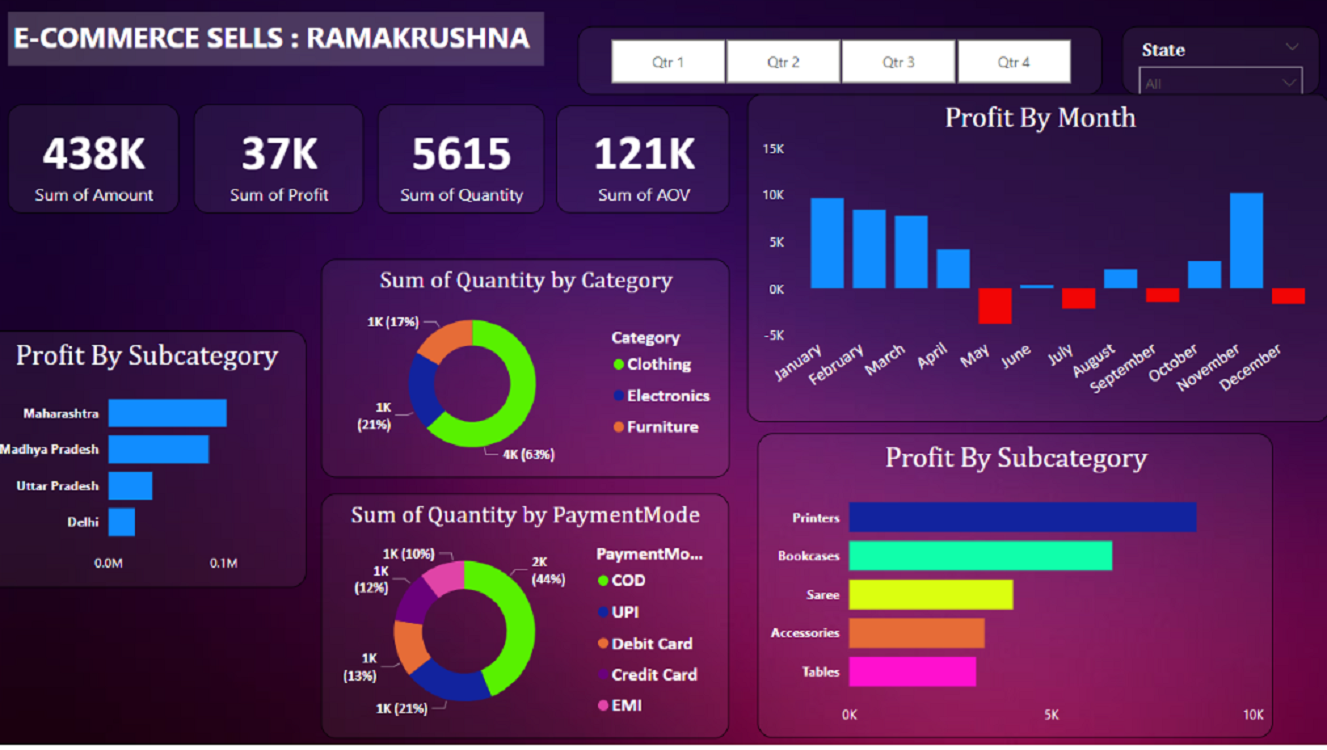 E-COMMERCE SELLS : RAMAKRUSHNA
Qtr 1
Qtr 2
Qtr 3
Qtr 4
State
All
438K
Sum of Amount
37K
Sum of Profit
5615
Sum of Quantity
121K
Sum of AOV
Profit By Month
15K
10K
5K
0K
-5K
January
February
March
April
May
June
July
August
September
October
November
December
Sum of Quantity by Category
1K (17%)
1K
(21%)
4K (63%)
Category
Clothing
Electronics
Furniture
Profit By Subcategory
Maharashtra
Madhya Pradesh
Uttar Pradesh
Delhi
0.0M
0.1M
Sum of Quantity by PaymentMode
1K (10%)
1K
(12%)
1K
(13%)
1K (21%)
2K
(44%)
PaymentMo...
COD
UPI
Debit Card
Credit Card
EMI
Profit By Subcategory
Printers
Bookcases
Saree
Accessories
Tables
0K
5K
10K